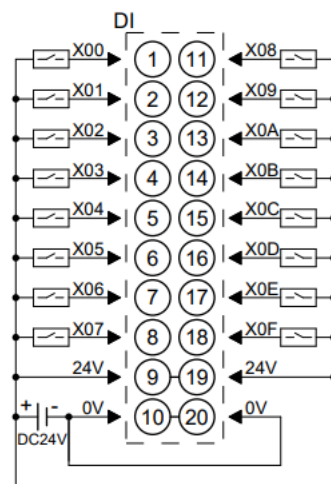 DI
X00 1 11 X08
X01 2 12 X09
X02 3 13 X0A
X03 4 14 X0B
X04 5 15 X0C
X05 6 16 X0D
X06 7 17 X0E
X07 8 18 X0F
24V 9 19 24V
+ - 0V 10 20 0V
DC24V